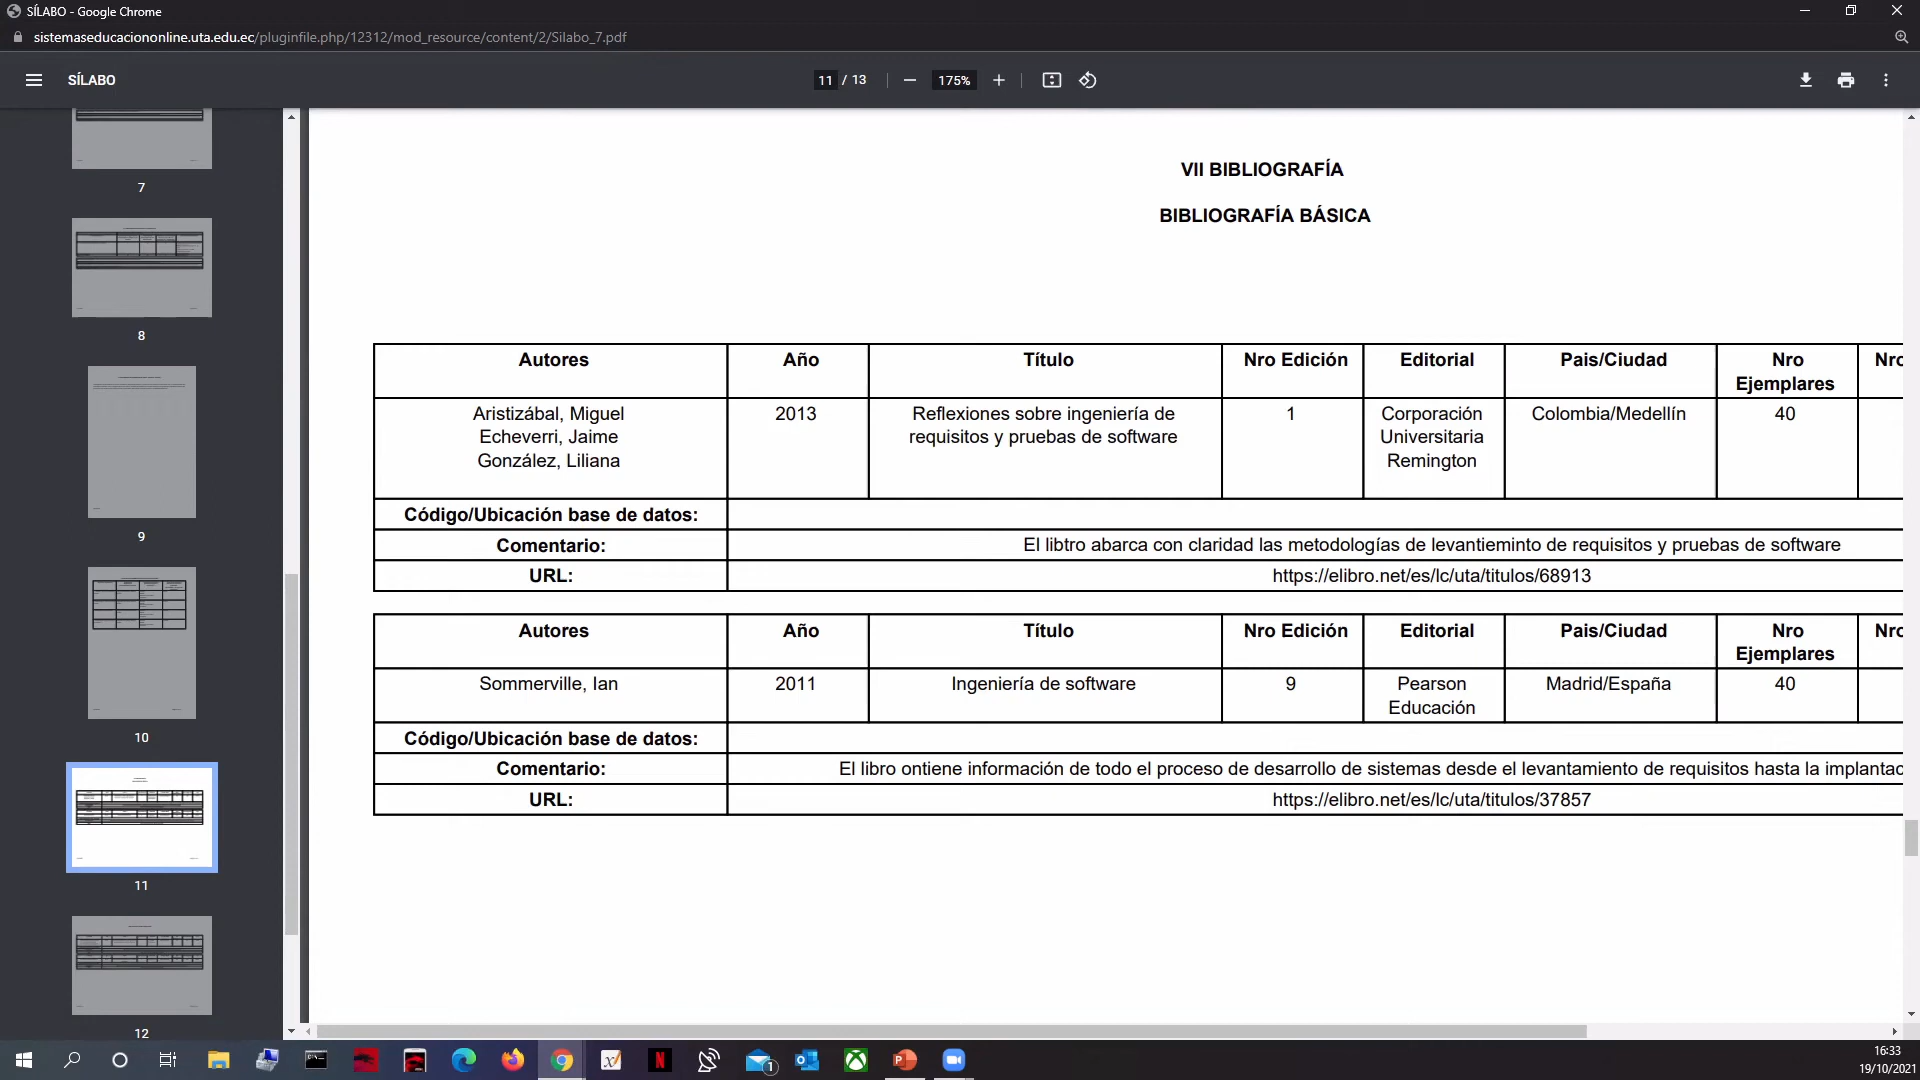 SÍLABO - Google Chrome
sistemaseducaciononline.uta.edu.ec/pluginfile.php/12312/mod_resource/content/2/Silabo_7.pdf
SÍLABO
11 / 13
175%
7
8
9
10
11
12
VII BIBLIOGRAFÍA
BIBLIOGRAFÍA BÁSICA
Autores Año Título Nro Edición Editorial Pais/Ciudad Nro Nro
Ejemplares
Aristizábal, Miguel 2013 Reflexiones sobre ingeniería de 1 Corporación Colombia/Medellín 40
Echeverri, Jaime requisitos y pruebas de software Universitaria
González, Liliana Remington
Código/Ubicación base de datos:
Comentario: El libtro abarca con claridad las metodologías de levantieminto de requisitos y pruebas de software
URL: https://elibro.net/es/lc/uta/titulos/68913
Autores Año Título Nro Edición Editorial Pais/Ciudad Nro Nro
Ejemplares
Sommerville, Ian 2011 Ingeniería de software 9 Pearson Madrid/España 40
Educación
Código/Ubicación base de datos:
Comentario: El libro ontiene información de todo el proceso de desarrollo de sistemas desde el levantamiento de requisitos hasta la implantac
URL: https://elibro.net/es/lc/uta/titulos/37857
16:33
19/10/2021